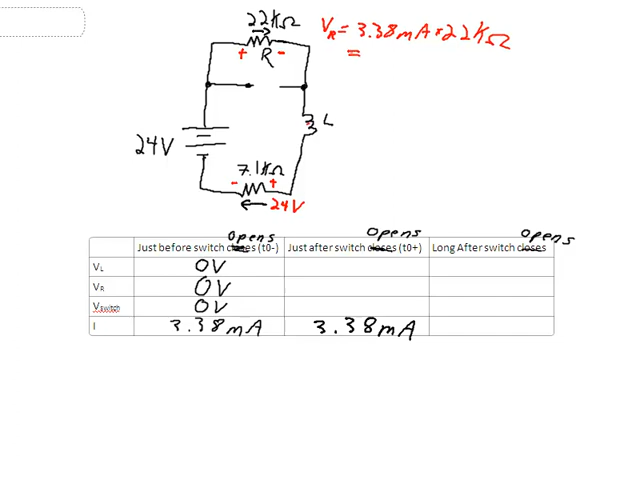 22KΩ
V_R = 3.38mA * 22KΩ
=
+ -
R
L
24V
7.1KΩ
- +
24V
opens opens opens
Just before switch closes (t0-) Just after switch closes (t0+) Long After switch closes
V_L 0V
V_R 0V
V_switch 0V
I 3.38mA 3.38mA